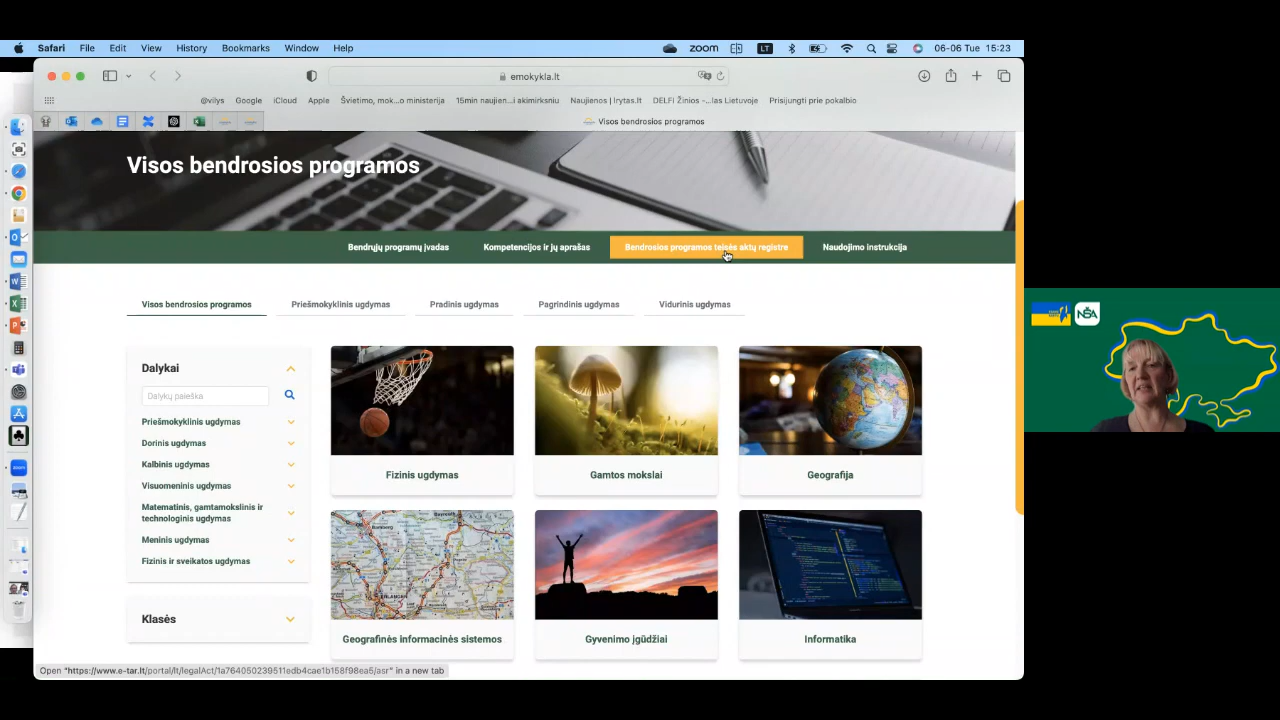 Safari File Edit View History Bookmarks Window Help
zoom LT 06-06 Tue 15:23
emokykla.lt
@vilys Google iCloud Apple Švietimo, mok...o ministerija 15min naujien...i akimirksniu Naujienos | lrytas.lt DELFI Žinios –...las Lietuvoje Prisijungti prie pokalbio
Visos bendrosios programos
Visos bendrosios programos
Bendrųjų programų įvadas Kompetencijos ir jų aprašas Bendrosios programos teisės aktų registre Naudojimo instrukcija
Visos bendrosios programos Priešmokyklinis ugdymas Pradinis ugdymas Pagrindinis ugdymas Vidurinis ugdymas
Dalykai
Dalykų paieška
Priešmokyklinis ugdymas
Dorinis ugdymas
Kalbinis ugdymas
Visuomeninis ugdymas
Matematinis, gamtamokslinis ir
technologinis ugdymas
Meninis ugdymas
Fizinis ir sveikatos ugdymas
Klasės
Fizinis ugdymas
Gamtos mokslai
Geografija
Geografinės informacinės sistemos
Gyvenimo įgūdžiai
Informatika
Open "https://www.e-tar.lt/portal/lt/legalAct/1a764050239511edb4cae1b158f98ea5/asr" in a new tab
NŠA